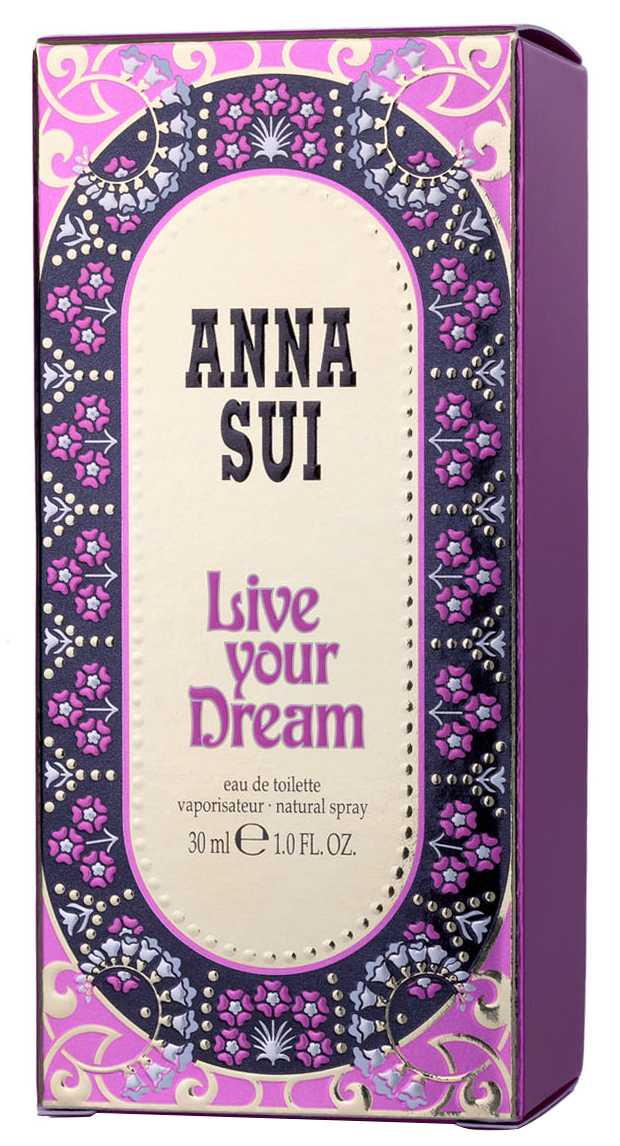 ANNA
SUI
Live
your
Dream
eau de toilette
vaporisateur · natural spray
30 ml ℮ 1.0 FL. OZ.